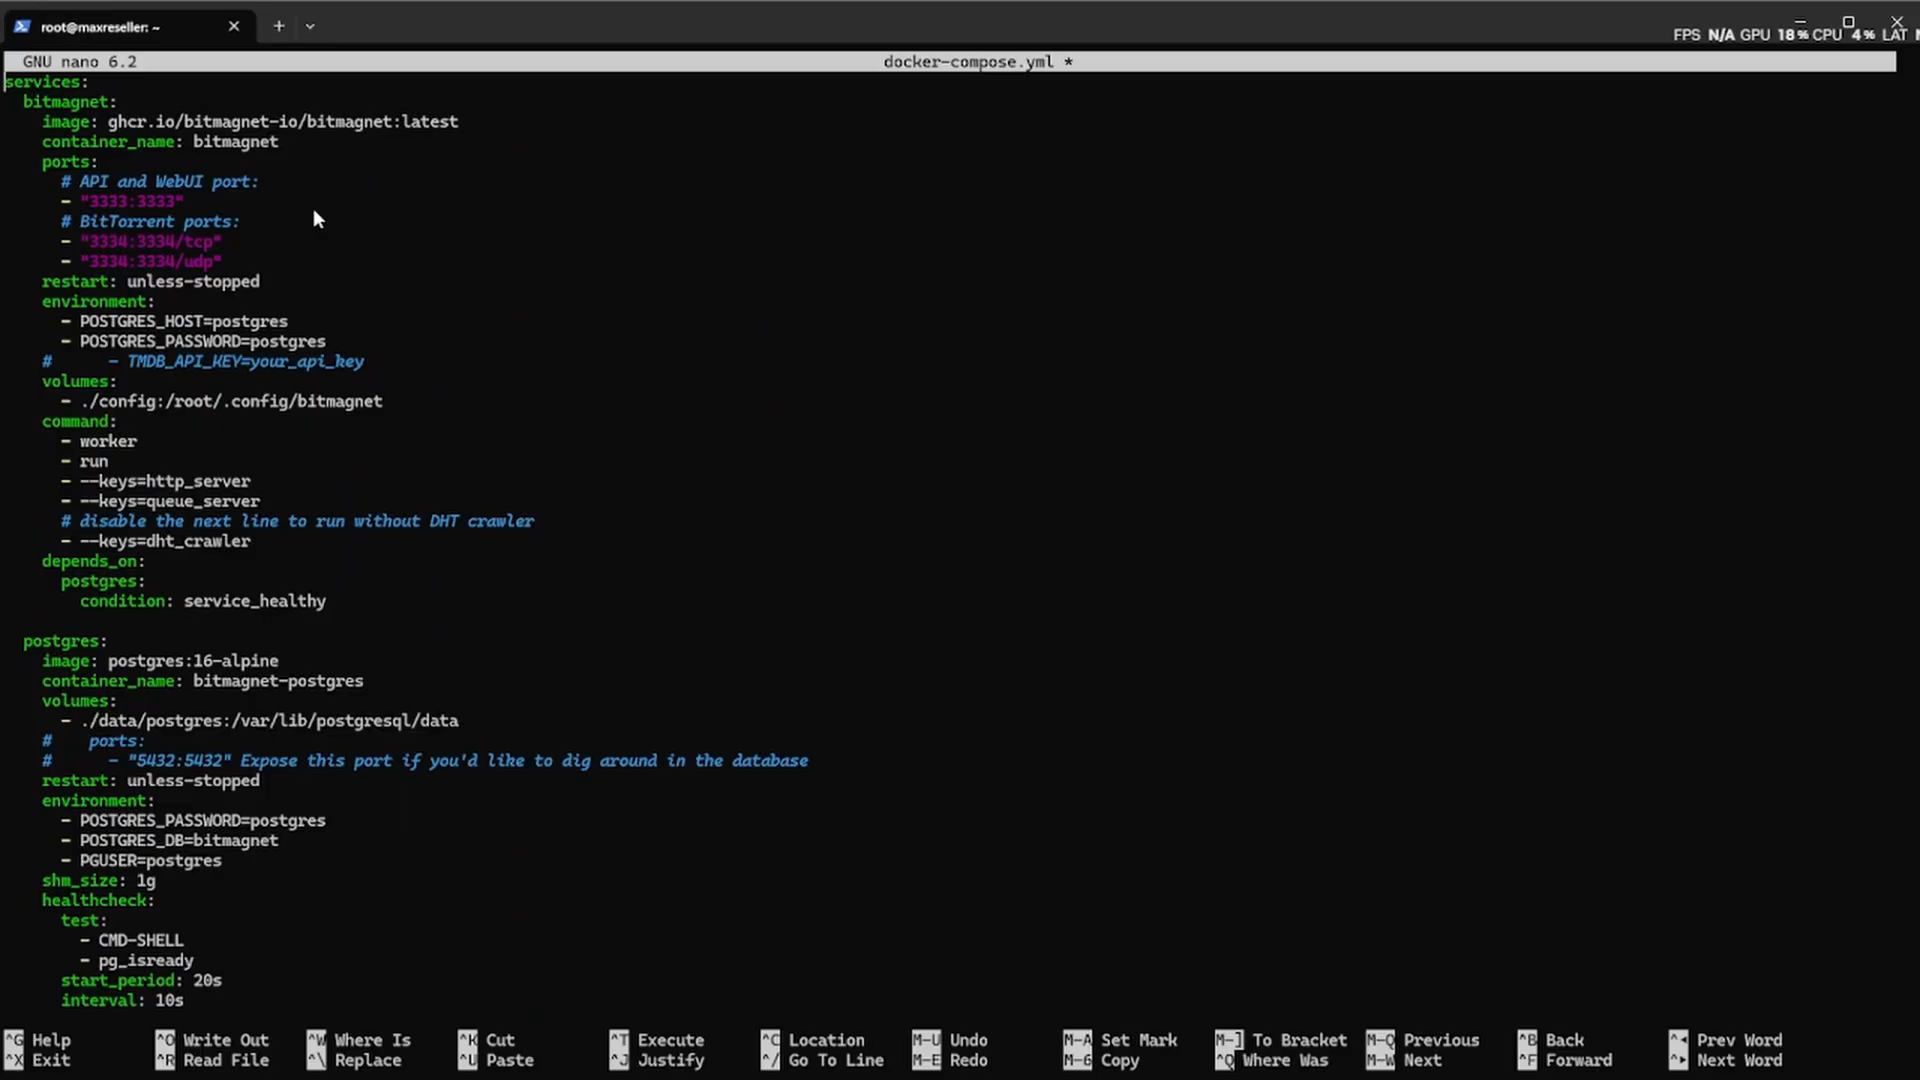 root@maxreseller: ~
FPS N/A GPU 18% CPU 4% LAT
GNU nano 6.2 docker-compose.yml *
services:
  bitmagnet:
    image: ghcr.io/bitmagnet-io/bitmagnet:latest
    container_name: bitmagnet
    ports:
      # API and WebUI port:
      - "3333:3333"
      # BitTorrent ports:
      - "3334:3334/tcp"
      - "3334:3334/udp"
    restart: unless-stopped
    environment:
      - POSTGRES_HOST=postgres
      - POSTGRES_PASSWORD=postgres
    #      - TMDB_API_KEY=your_api_key
    volumes:
      - ./config:/root/.config/bitmagnet
    command:
      - worker
      - run
      - --keys=http_server
      - --keys=queue_server
      # disable the next line to run without DHT crawler
      - --keys=dht_crawler
    depends_on:
      postgres:
        condition: service_healthy
  postgres:
    image: postgres:16-alpine
    container_name: bitmagnet-postgres
    volumes:
      - ./data/postgres:/var/lib/postgresql/data
    #    ports:
    #      - "5432:5432" Expose this port if you'd like to dig around in the database
    restart: unless-stopped
    environment:
      - POSTGRES_PASSWORD=postgres
      - POSTGRES_DB=bitmagnet
      - PGUSER=postgres
    shm_size: 1g
    healthcheck:
      test:
        - CMD-SHELL
        - pg_isready
      start_period: 20s
      interval: 10s
^G Help ^O Write Out ^W Where Is ^K Cut ^T Execute ^C Location M-U Undo M-A Set Mark M-] To Bracket M-Q Previous ^B Back ^◂ Prev Word
^X Exit ^R Read File ^\ Replace ^U Paste ^J Justify ^/ Go To Line M-E Redo M-6 Copy ^Q Where Was M-W Next ^F Forward ^▸ Next Word